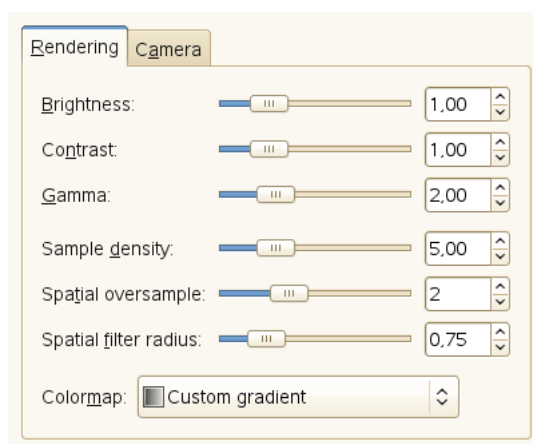 Rendering Camera
Brightness: 1,00
Contrast: 1,00
Gamma: 2,00
Sample density: 5,00
Spatial oversample: 2
Spatial filter radius: 0,75
Colormap: Custom gradient